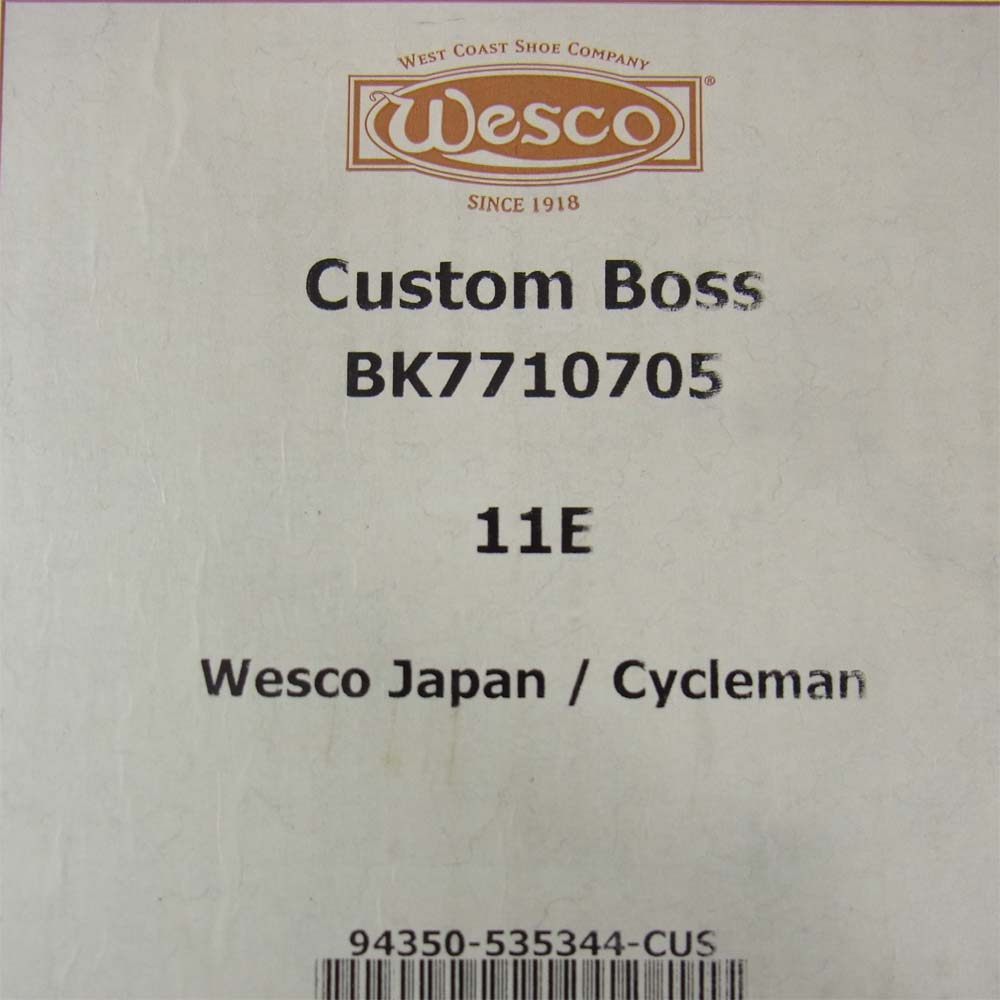 WEST COAST SHOE COMPANY
Wesco®
SINCE 1918
Custom Boss
BK7710705
11E
Wesco Japan / Cycleman
94350-535344-CUS